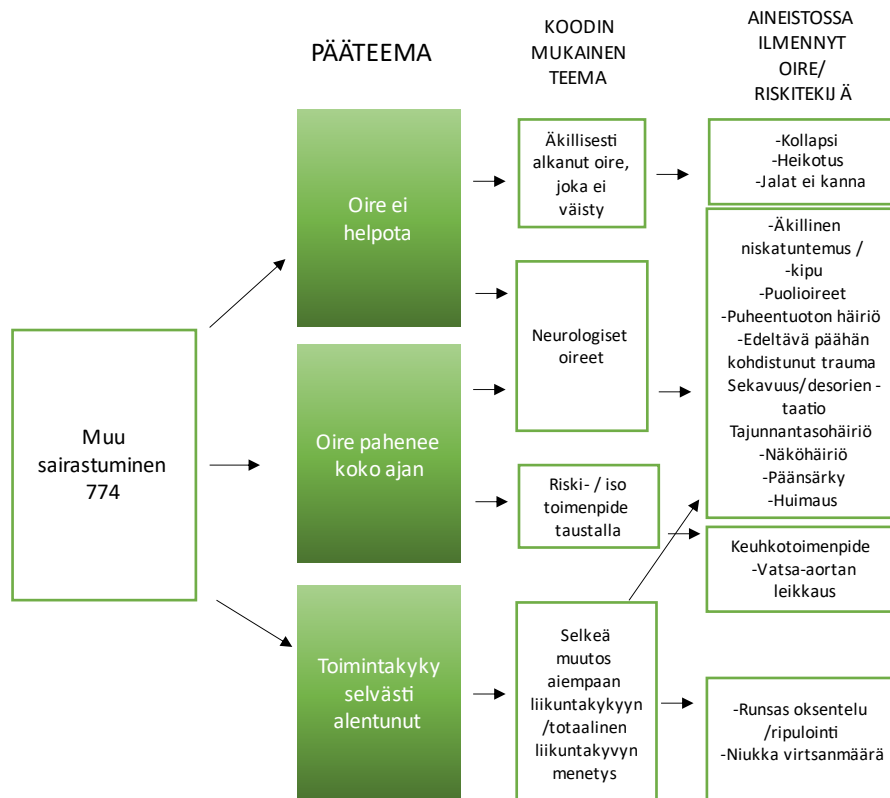 PÄÄTEEMA
KOODIN
MUKAINEN
TEEMA
AINEISTOSSA
ILMENNYT
OIRE/
RISKITEKIJ Ä
Muu
sairastuminen
774
Oire ei
helpota
Oire pahenee
koko ajan
Toimintakyky
selvästi
alentunut
Äkillisesti
alkanut oire,
joka ei
väisty
Neurologiset
oireet
Riski- / iso
toimenpide
taustalla
Selkeä
muutos
aiempaan
liikuntakykyyn
/totaalinen
liikuntakyvyn
menetys
-Kollapsi
-Heikotus
-Jalat ei kanna
-Äkillinen
niskatuntemus /
-kipu
-Puolioireet
-Puheentuoton häiriö
-Edeltävä päähän
kohdistunut trauma
Sekavuus/desorien -
taatio
Tajunnantasohäiriö
-Näköhäiriö
-Päänsärky
-Huimaus
Keuhkotoimenpide
-Vatsa-aortan
leikkaus
-Runsas oksentelu
/ripulointi
-Niukka virtsanmäärä